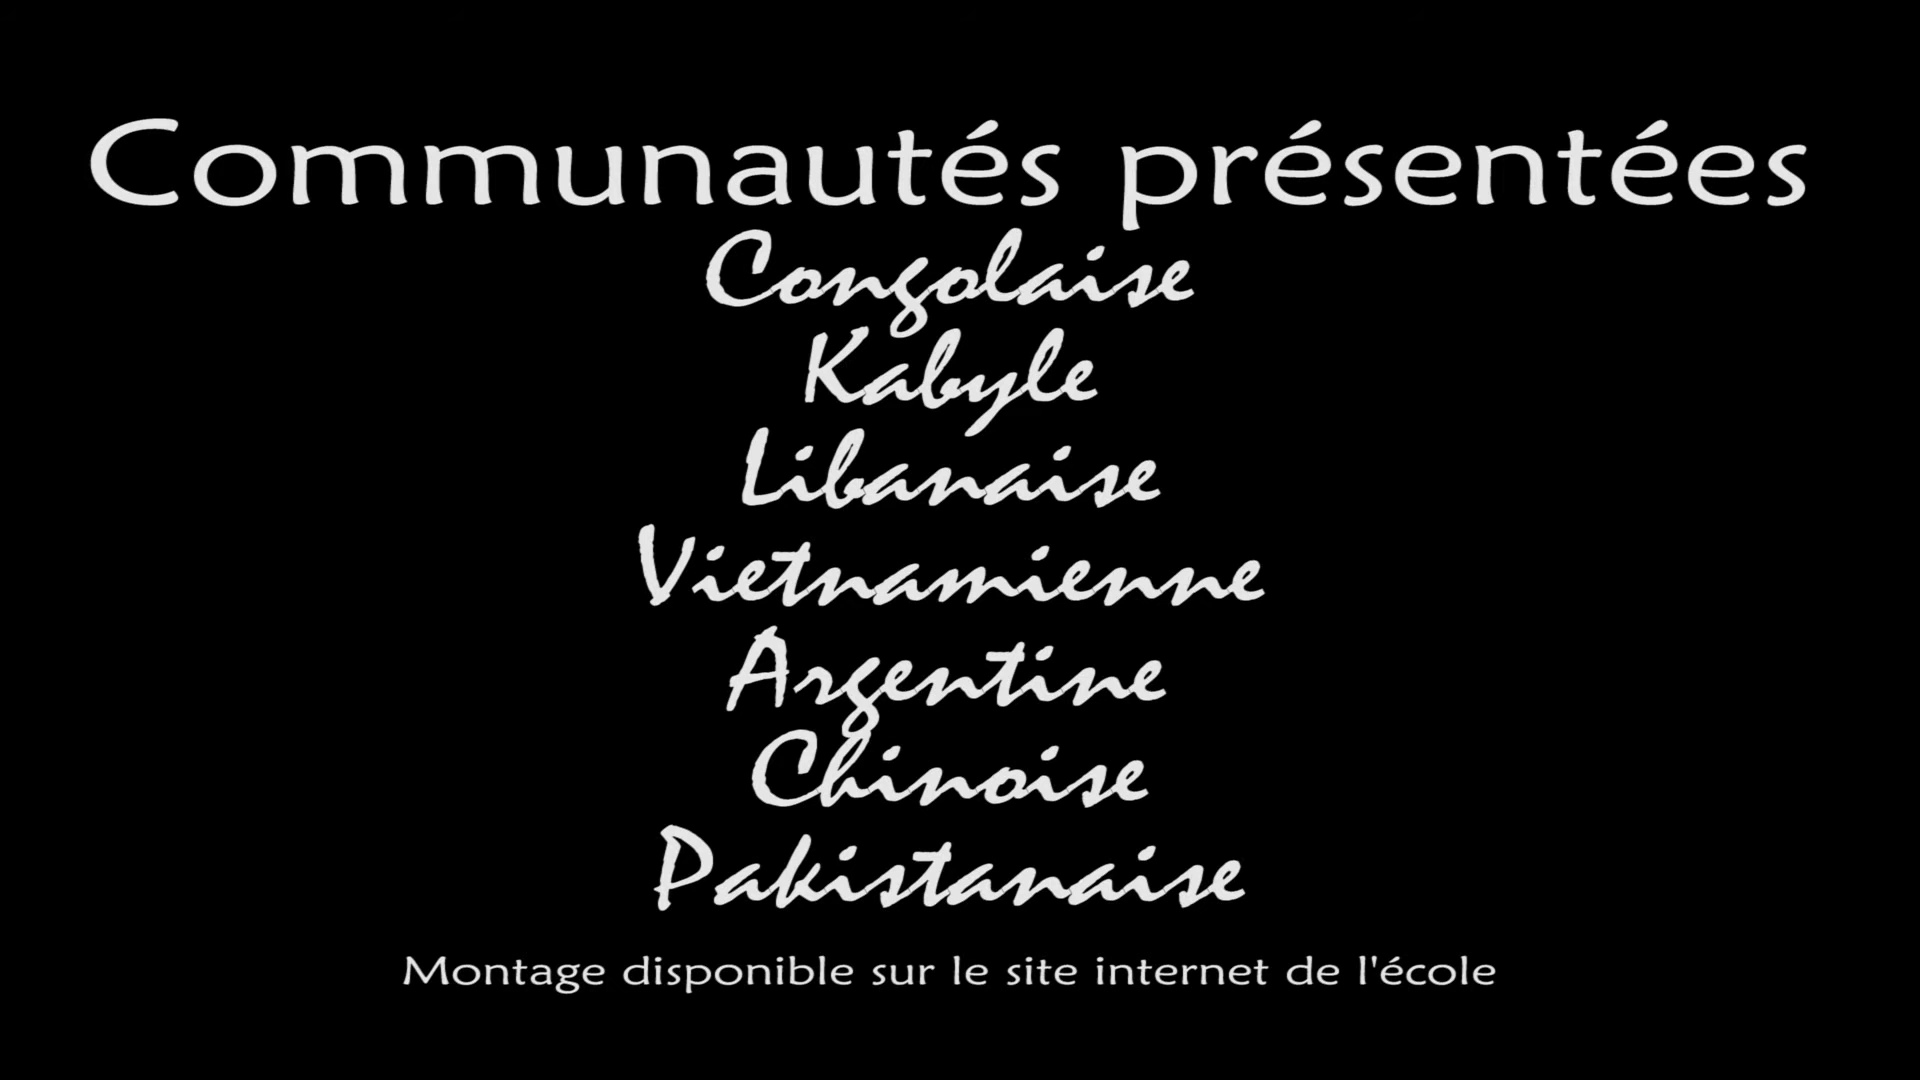 Communautés présentées
Congolaise
Kabyle
Libanaise
Vietnamienne
Argentine
Chinoise
Pakistanaise
Montage disponible sur le site internet de l'école